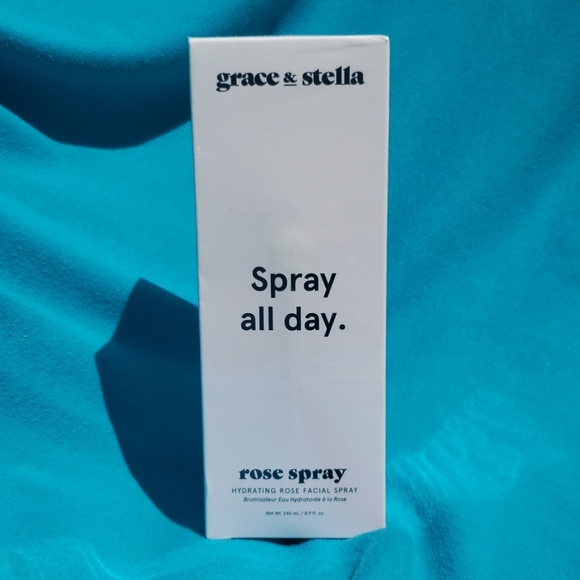 grace & stella
Spray
all day.
rose spray
HYDRATING ROSE FACIAL SPRAY
Brumisateur Eau Hydratante à la Rose
Net Wt. 240 mL / 8.1 fl. oz.